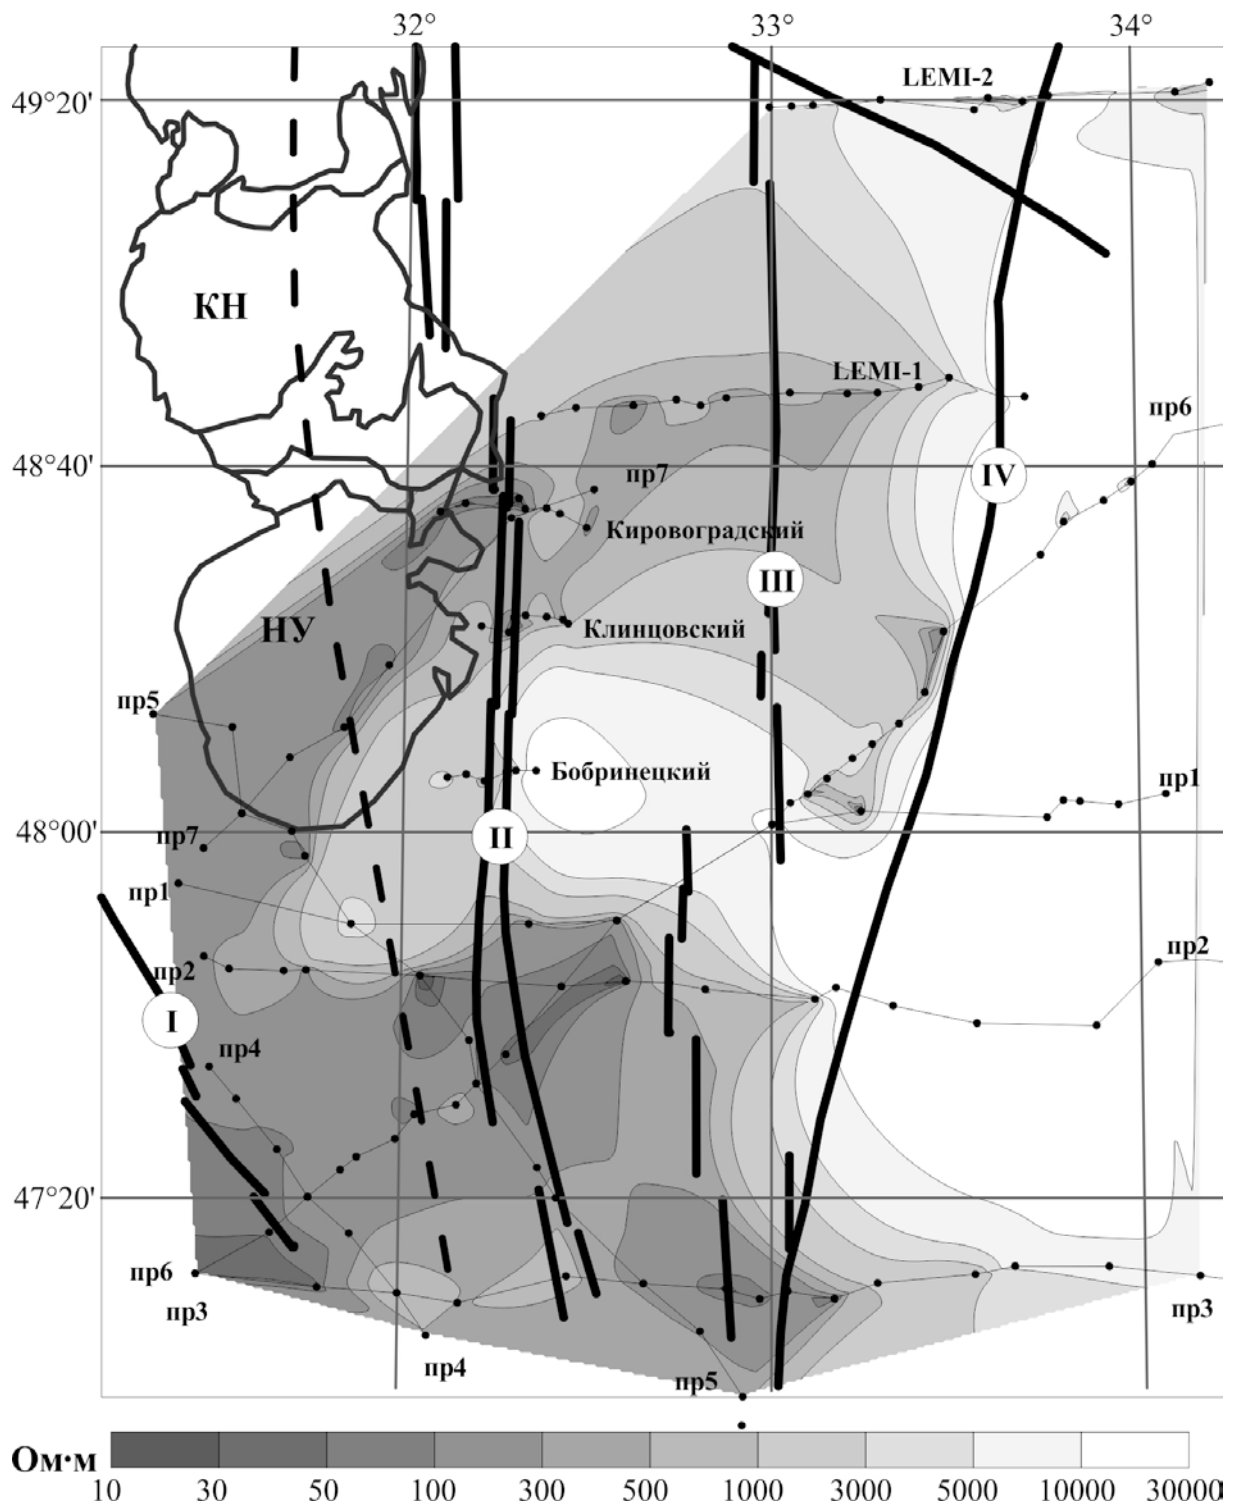 32° 33° 34°
LEMI-2
49°20'
КН
LEMI-1
пр6
48°40'
IV
пр7
Кировоградский
III
НУ
Клинцовский
пр5
Бобринецкий
пр1
48°00'
II
пр7
пр1
пр2
пр2
I
пр4
47°20'
пр6
пр3
пр3
пр4
пр5
Ом·м
10 30 50 100 300 500 1000 3000 5000 10000 30000